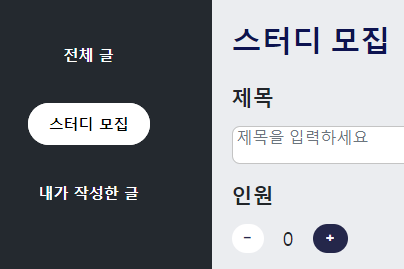 전체 글
스터디 모집
내가 작성한 글
스터디 모집
제목
제목을 입력하세요
인원
- 0 +